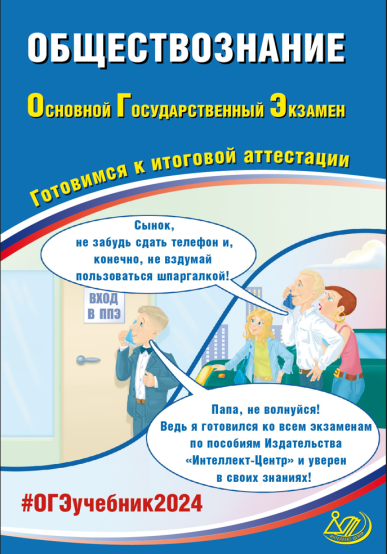 ОБЩЕСТВОЗНАНИЕ
Основной Государственный Экзамен
Готовимся к итоговой аттестации
Сынок,
не забудь сдать телефон и,
конечно, не вздумай
пользоваться шпаргалкой!
ВХОД
В ППЭ
Папа, не волнуйся!
Ведь я готовился ко всем экзаменам
по пособиям Издательства
«Интеллект-Центр» и уверен
в своих знаниях!
#ОГЭучебник2024